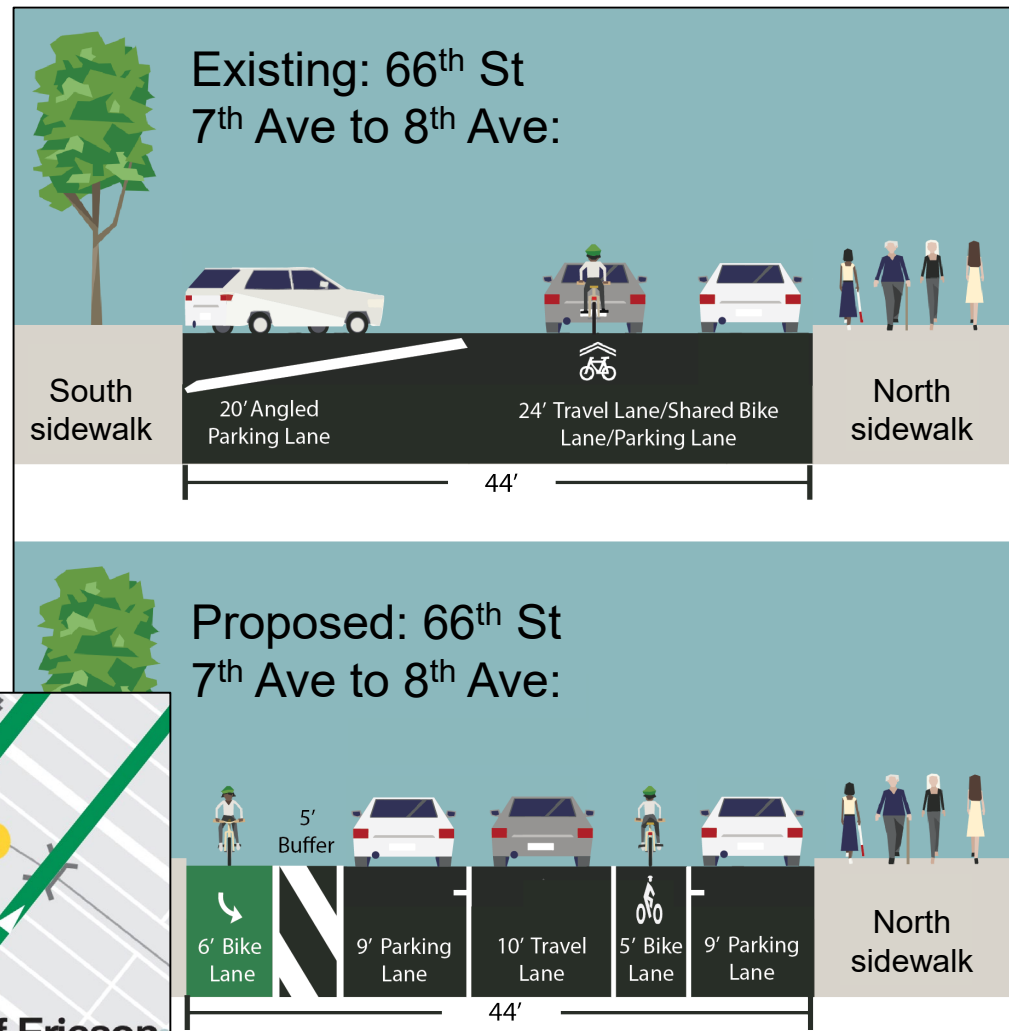 Existing: 66th St
7th Ave to 8th Ave:
South
sidewalk
20' Angled
Parking Lane
24' Travel Lane/Shared Bike
Lane/Parking Lane
North
sidewalk
44'
Proposed: 66th St
7th Ave to 8th Ave:
5'
Buffer
6' Bike
Lane
9' Parking
Lane
10' Travel
Lane
5' Bike
Lane
9' Parking
Lane
North
sidewalk
44'